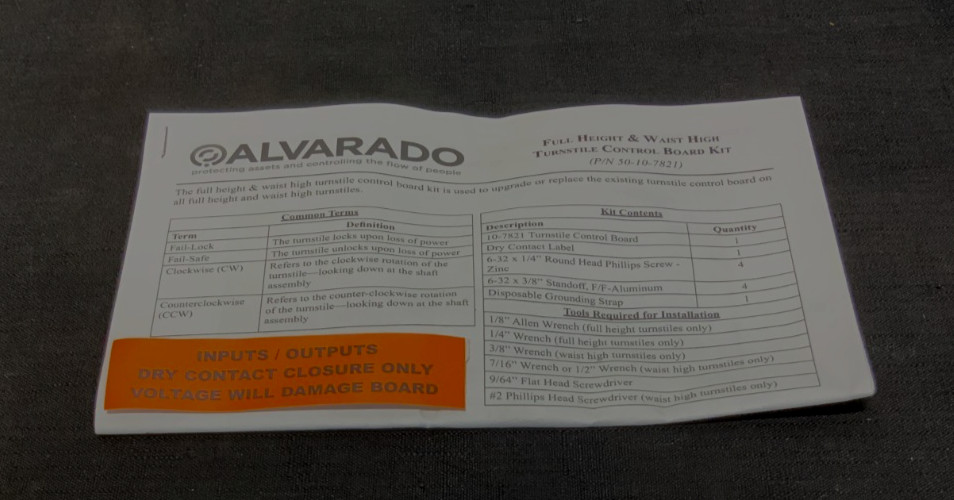 ALVARADO
protecting assets and controlling the flow of people
FULL HEIGHT & WAIST HIGH
TURNSTILE CONTROL BOARD KIT
(P/N 50-10-7821)
The full height & waist high turnstile control board kit is used to upgrade or replace the existing turnstile control board on
all full height and waist high turnstiles.
Common Terms
Term Definition
Fail-Lock The turnstile locks upon loss of power
Fail-Safe The turnstile unlocks upon loss of power
Clockwise (CW) Refers to the clockwise rotation of the
turnstile—looking down at the shaft
assembly
Counterclockwise Refers to the counter-clockwise rotation
(CCW) of the turnstile—looking down at the shaft
assembly
INPUTS / OUTPUTS
DRY CONTACT CLOSURE ONLY
VOLTAGE WILL DAMAGE BOARD
Kit Contents
Description Quantity
10-7821 Turnstile Control Board 1
Dry Contact Label 1
6-32 x 1/4" Round Head Phillips Screw - 4
Zinc
6-32 x 3/8" Standoff, F/F-Aluminum 4
Disposable Grounding Strap 1
Tools Required for Installation
1/8" Allen Wrench (full height turnstiles only)
1/4" Wrench (full height turnstiles only)
3/8" Wrench (waist high turnstiles only)
7/16" Wrench or 1/2" Wrench (waist high turnstiles only)
9/64" Flat Head Screwdriver
#2 Phillips Head Screwdriver (waist high turnstiles only)